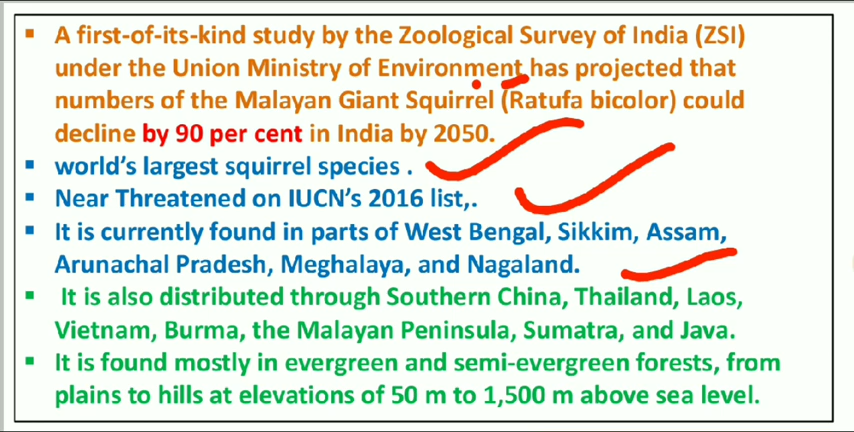 ▪ A first-of-its-kind study by the Zoological Survey of India (ZSI)
under the Union Ministry of Environment has projected that
numbers of the Malayan Giant Squirrel (Ratufa bicolor) could
decline by 90 per cent in India by 2050.
▪ world's largest squirrel species .
▪ Near Threatened on IUCN's 2016 list,.
▪ It is currently found in parts of West Bengal, Sikkim, Assam,
Arunachal Pradesh, Meghalaya, and Nagaland.
▪ It is also distributed through Southern China, Thailand, Laos,
Vietnam, Burma, the Malayan Peninsula, Sumatra, and Java.
▪ It is found mostly in evergreen and semi-evergreen forests, from
plains to hills at elevations of 50 m to 1,500 m above sea level.